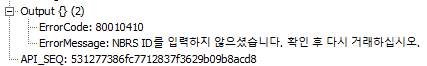 Output {} (2)
ErrorCode: 80010410
ErrorMessage: NBRS ID를 입력하지 않으셨습니다. 확인 후 다시 거래하십시오.
API_SEQ: 531277386fc7712837f3629b09b8acd8